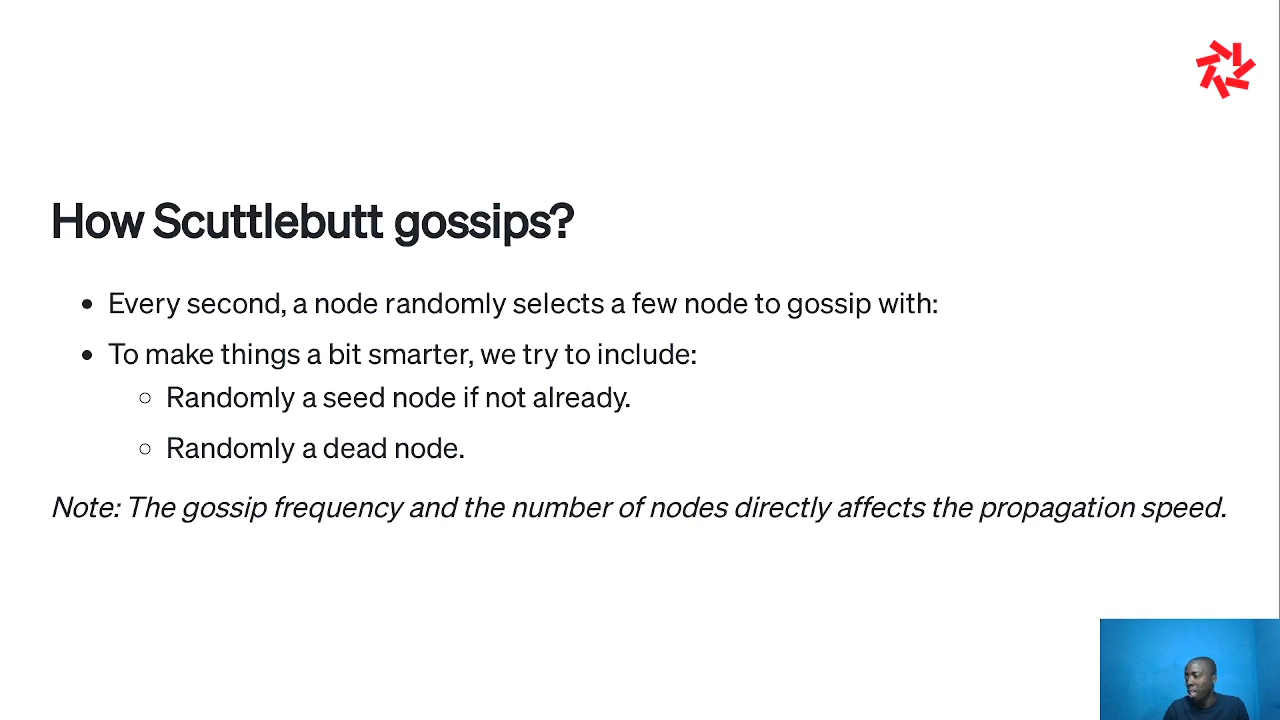 How Scuttlebutt gossips?
Every second, a node randomly selects a few node to gossip with:
To make things a bit smarter, we try to include:
Randomly a seed node if not already.
Randomly a dead node.
Note: The gossip frequency and the number of nodes directly affects the propagation speed.